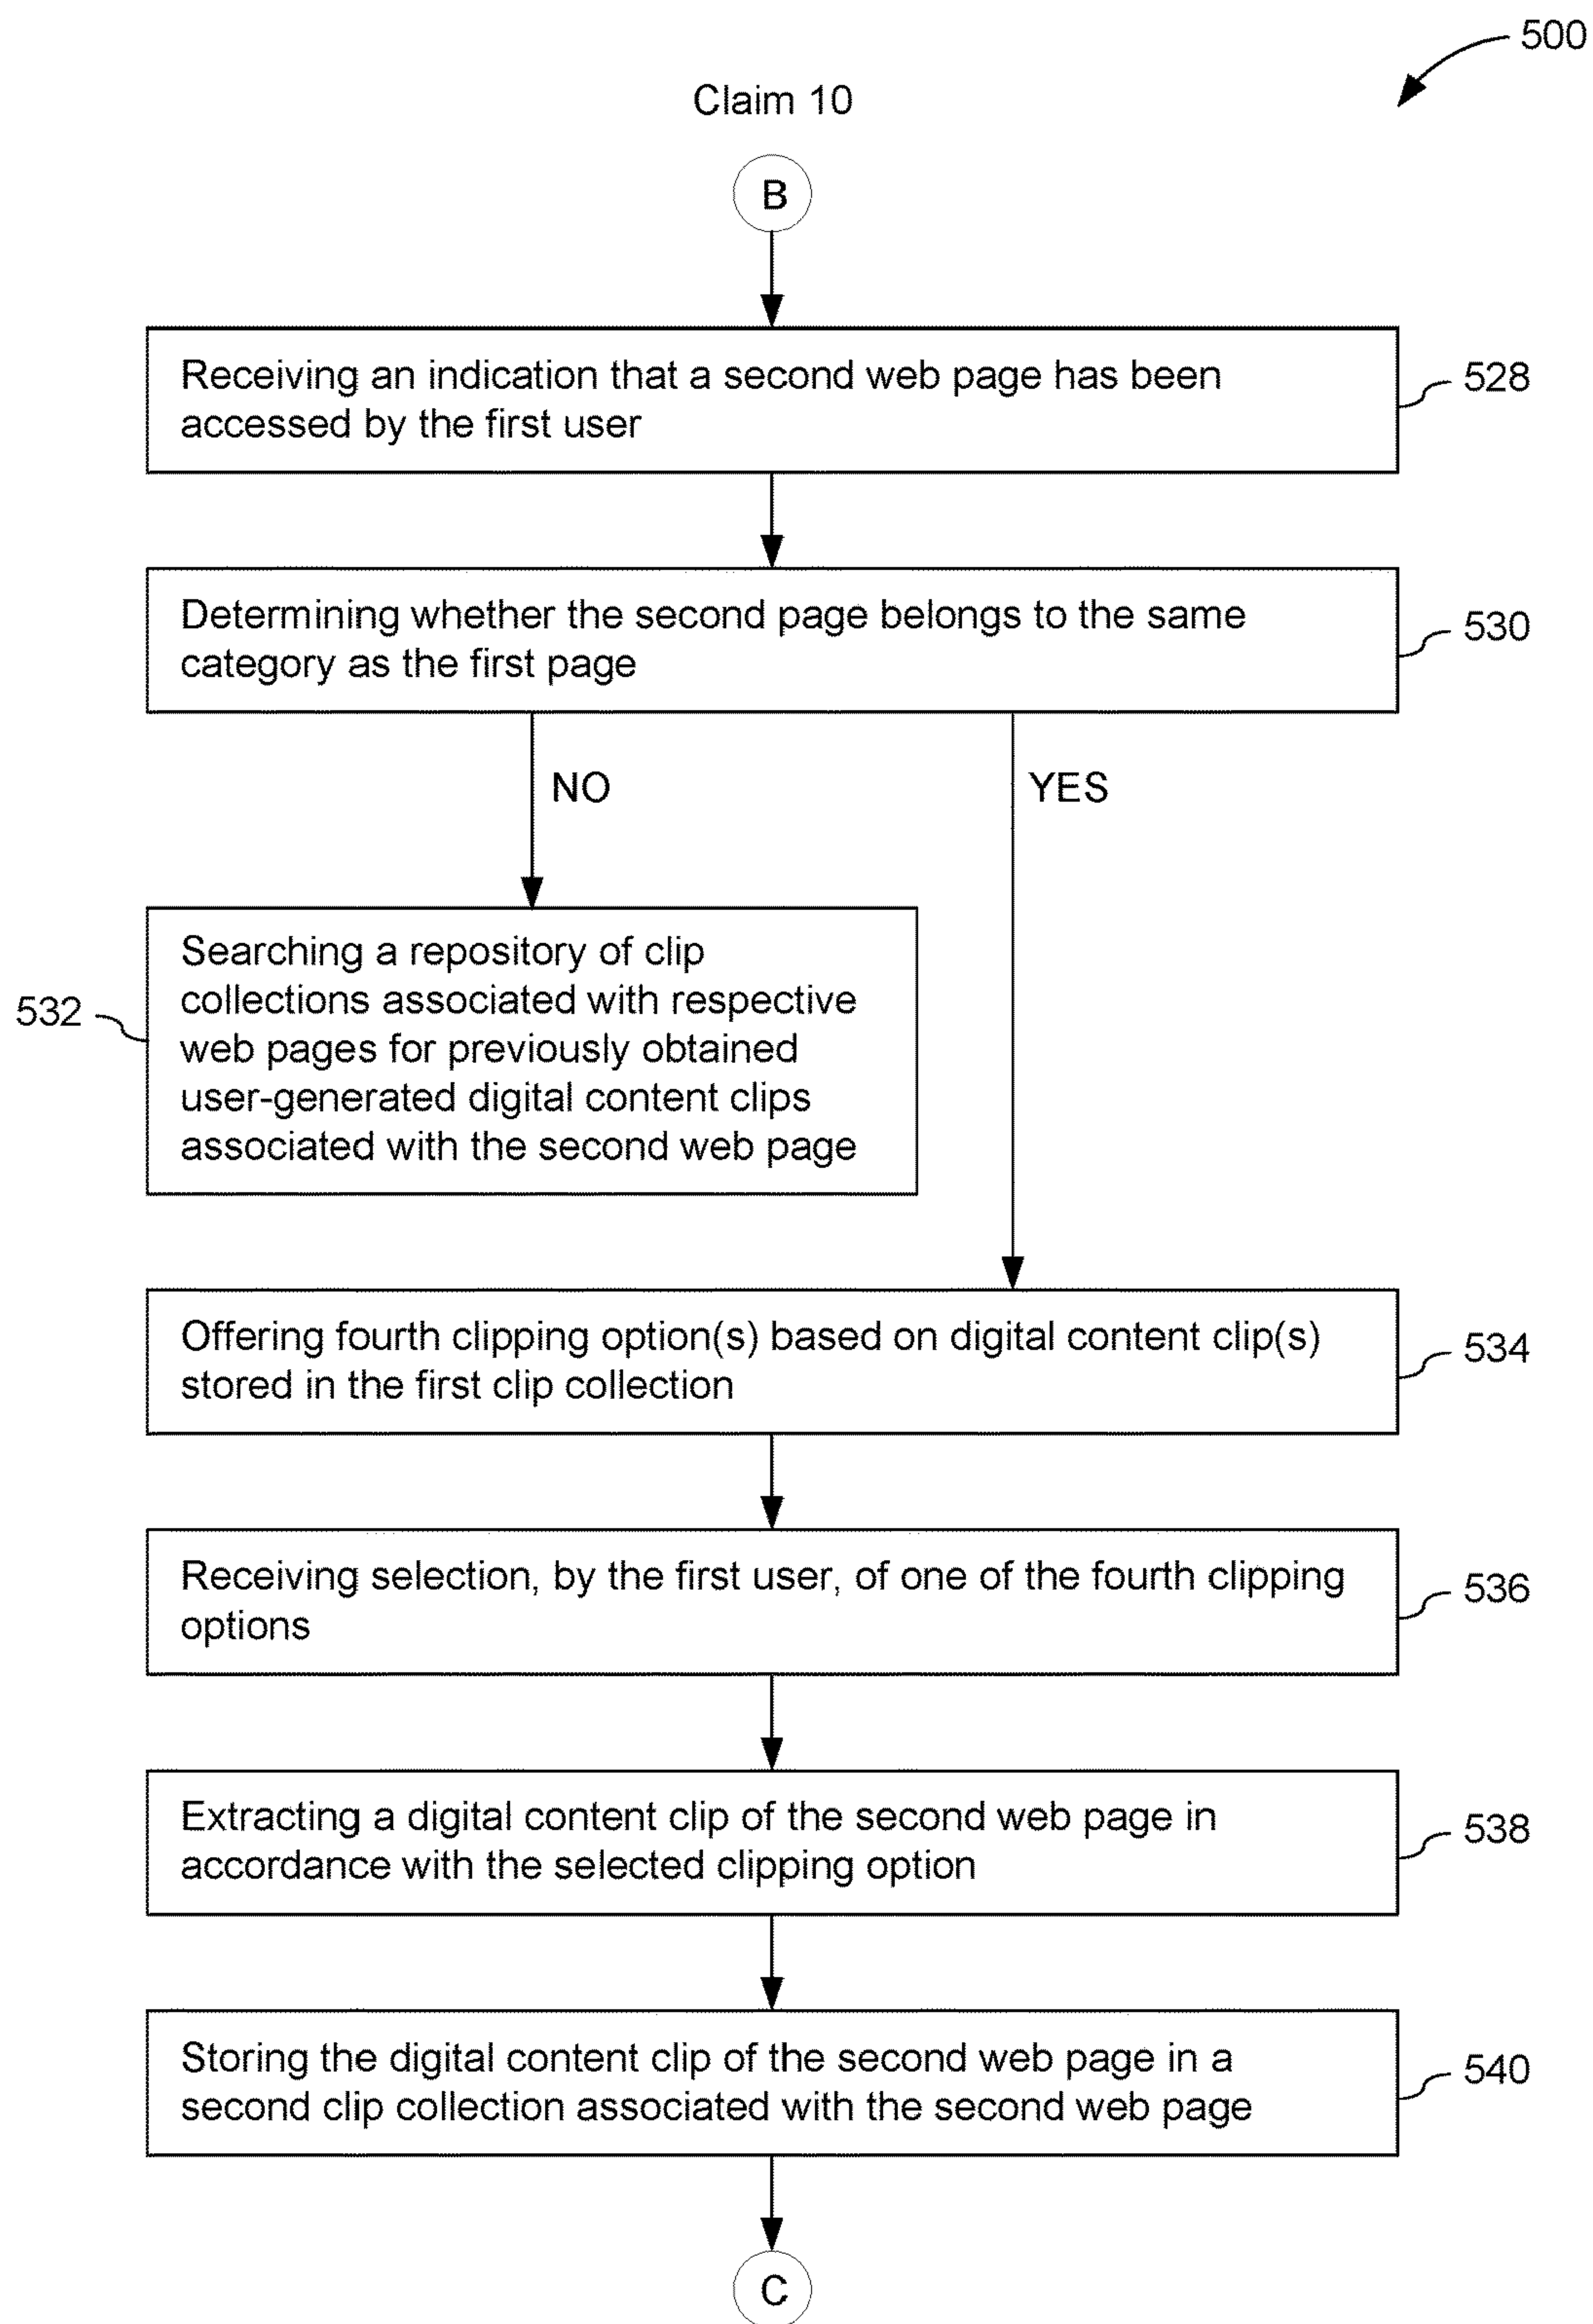 500
Claim 10
B
Receiving an indication that a second web page has been
accessed by the first user
528
Determining whether the second page belongs to the same
category as the first page
530
NO
YES
Searching a repository of clip
collections associated with respective
web pages for previously obtained
user-generated digital content clips
associated with the second web page
532
Offering fourth clipping option(s) based on digital content clip(s)
stored in the first clip collection
534
Receiving selection, by the first user, of one of the fourth clipping
options
536
Extracting a digital content clip of the second web page in
accordance with the selected clipping option
538
Storing the digital content clip of the second web page in a
second clip collection associated with the second web page
540
C